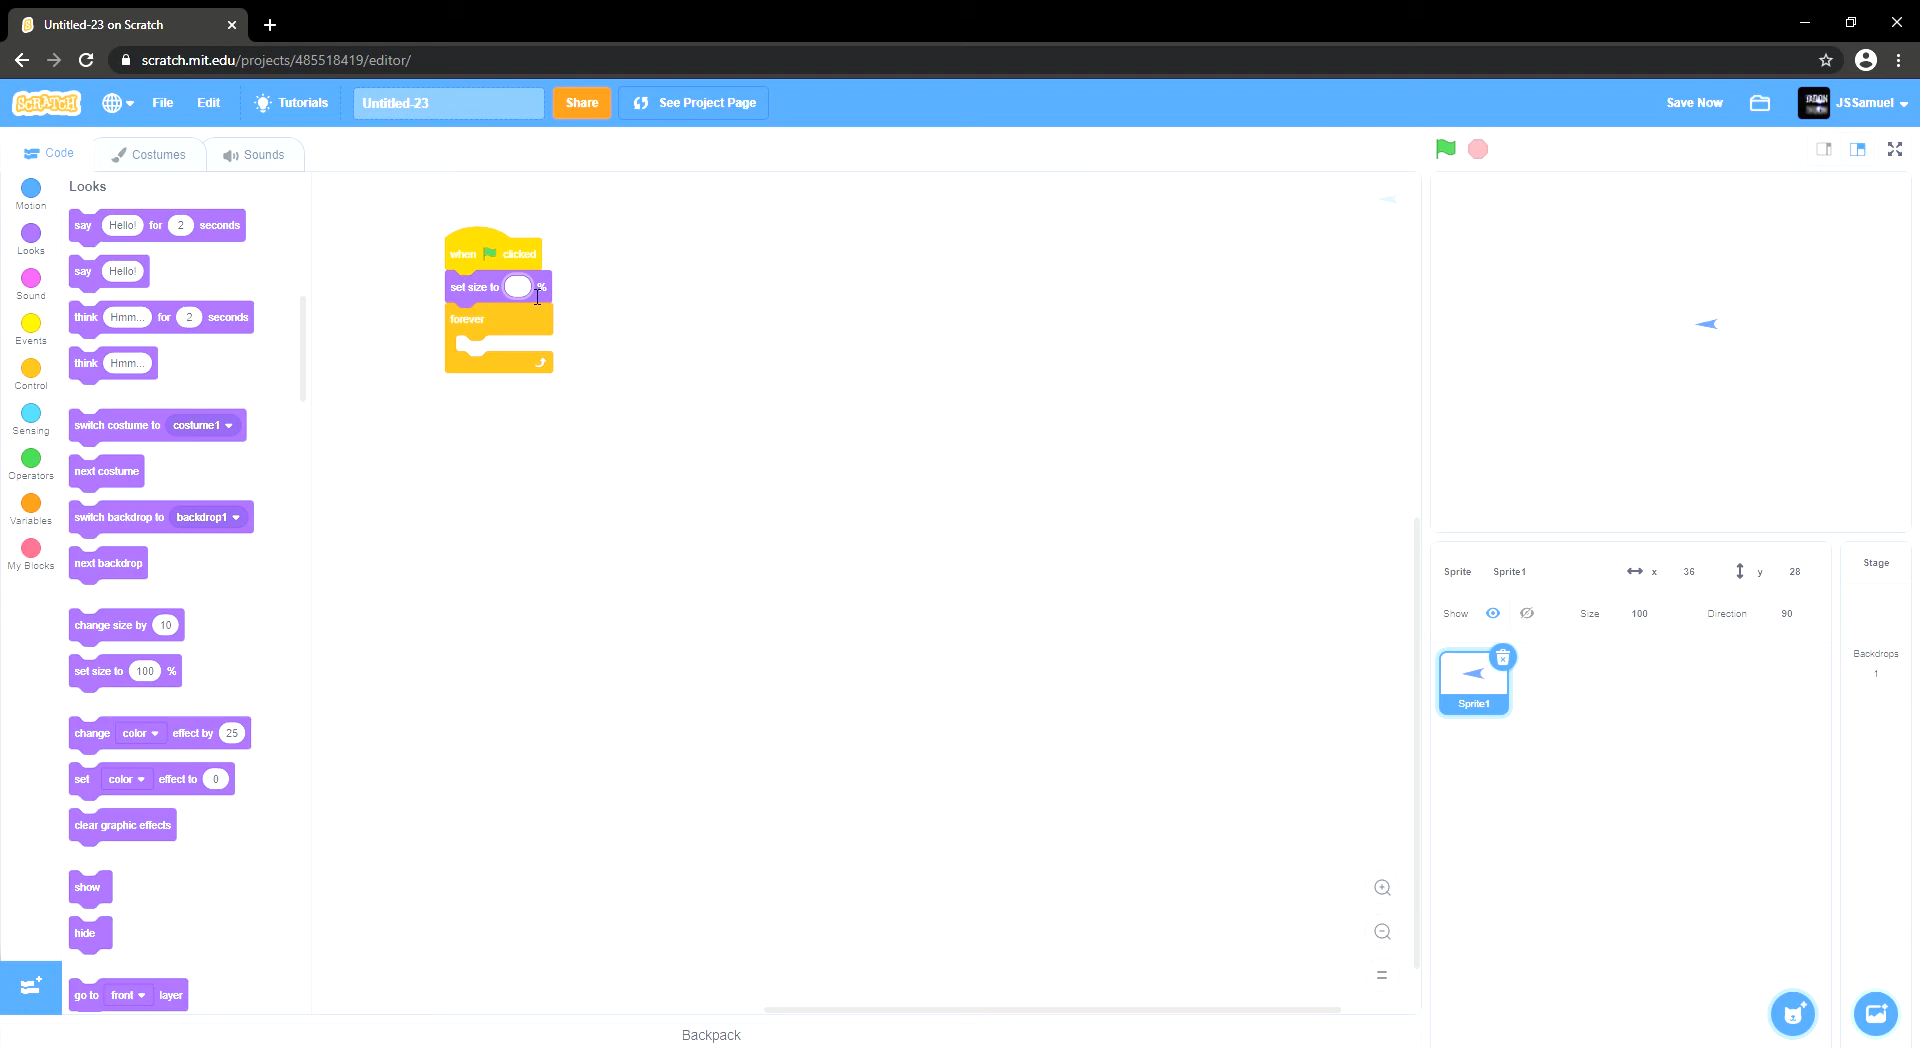 Untitled-23 on Scratch
scratch.mit.edu/projects/485518419/editor/
SCRATCH
File
Edit
Tutorials
Untitled-23
Share
See Project Page
Save Now
JSSamuel
Code
Costumes
Sounds
Motion
Looks
Sound
Events
Control
Sensing
Operators
Variables
My Blocks
Looks
say Hello! for 2 seconds
say Hello!
think Hmm... for 2 seconds
think Hmm...
switch costume to costume1
next costume
switch backdrop to backdrop1
next backdrop
change size by 10
set size to 100 %
change color effect by 25
set color effect to 0
clear graphic effects
show
hide
go to front layer
when clicked
set size to %
forever
Backpack
Sprite Sprite1 x 36 y 28
Show Size 100 Direction 90
Sprite1
Stage
Backdrops
1